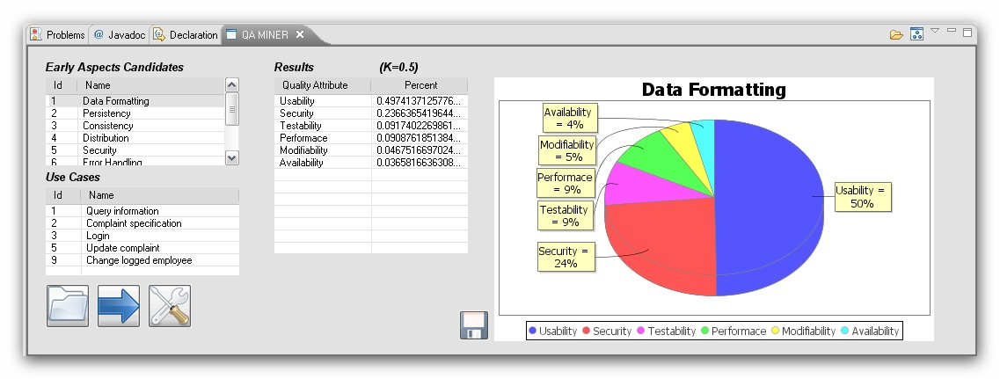 Problems @ Javadoc Declaration QA MINER
Early Aspects Candidates
Id Name
1 Data Formatting
2 Persistency
3 Consistency
4 Distribution
5 Security
6 Error Handling
Use Cases
Id Name
1 Query information
2 Complaint specification
3 Login
5 Update complaint
9 Change logged employee
Results (K=0.5)
Quality Attribute Percent
Usability 0.4974137125776...
Security 0.2366365419644...
Testability 0.0917402269861...
Performace 0.0908761851384...
Modifiability 0.0467516697024...
Availability 0.0365816636308...
Data Formatting
Availability
= 4%
Modifiability
= 5%
Performace
= 9%
Testability
= 9%
Security =
24%
Usability =
50%
Usability Security Testability Performace Modifiability Availability